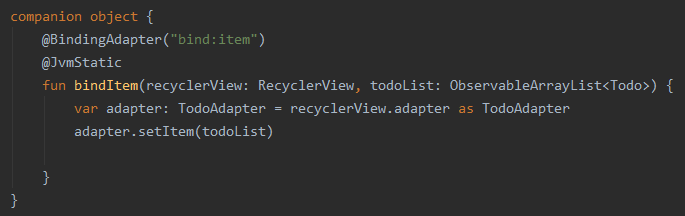 companion object {
@BindingAdapter("bind:item")
@JvmStatic
fun bindItem(recyclerView: RecyclerView, todoList: ObservableArrayList<Todo>) {
var adapter: TodoAdapter = recyclerView.adapter as TodoAdapter
adapter.setItem(todoList)
}
}